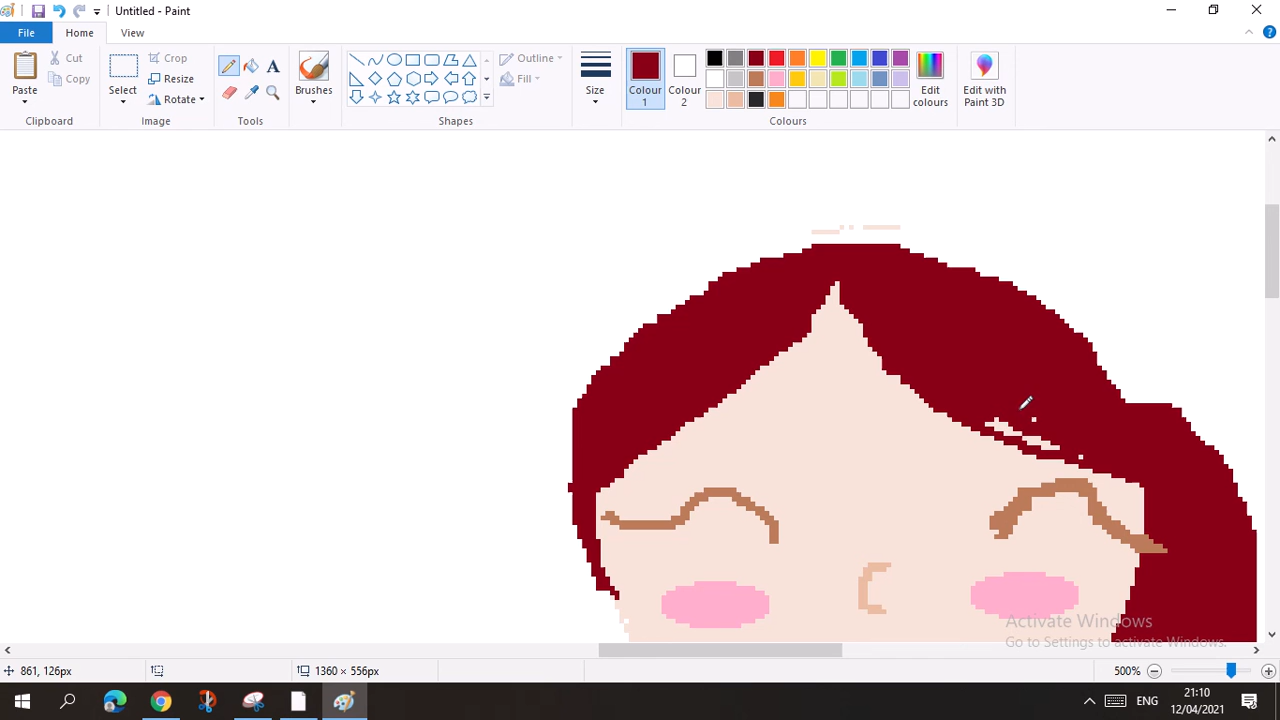 Untitled - Paint
File Home View
Paste Cut Copy
Clipboard
Select Crop Resize Rotate
Image
A
Tools
Brushes
Outline Fill
Shapes
Size
Colour 1
Colour 2
Edit colours
Colours
Edit with Paint 3D
Activate Windows
Go to Settings to activate Windows.
861, 126px
1360 × 556px
500%
ENG
21:10
12/04/2021